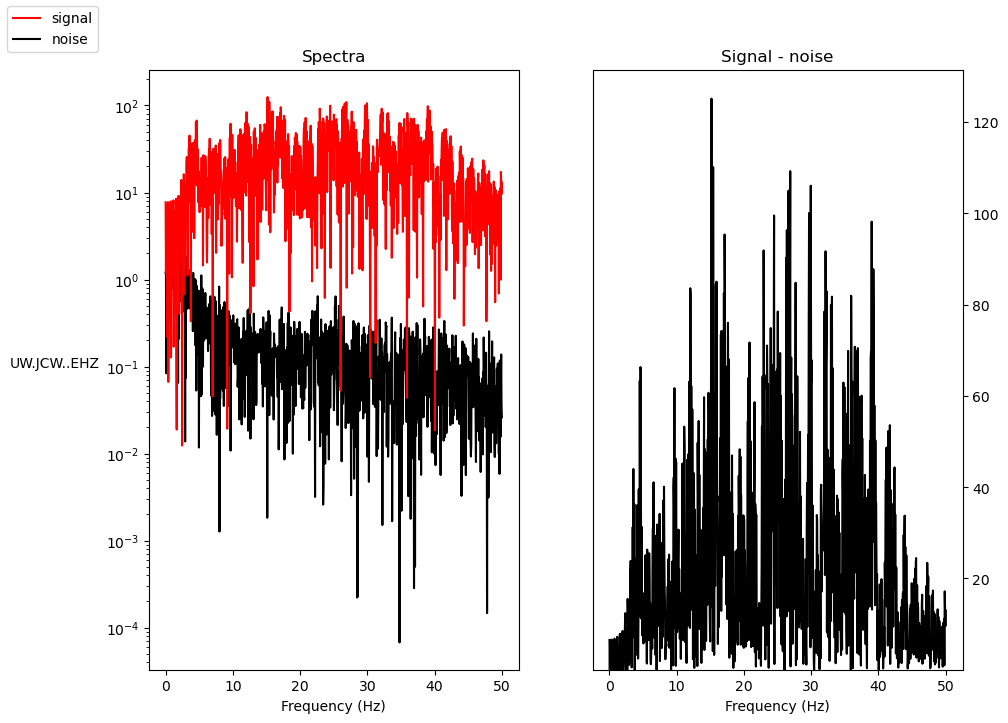 signal
noise
Spectra
Signal - noise
10²
10¹
10⁰
10⁻¹
10⁻²
10⁻³
10⁻⁴
UW.JCW..EHZ
120
100
80
60
40
20
0 10 20 30 40 50
0 10 20 30 40 50
Frequency (Hz)
Frequency (Hz)